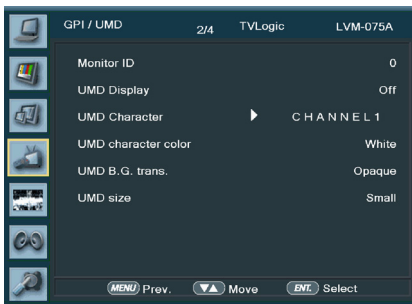 GPI / UMD 2/4 TVLogic LVM-075A
Monitor ID 0
UMD Display Off
UMD Character CHANNEL1
UMD character color White
UMD B.G. trans. Opaque
UMD size Small
MENU Prev. Move ENT. Select